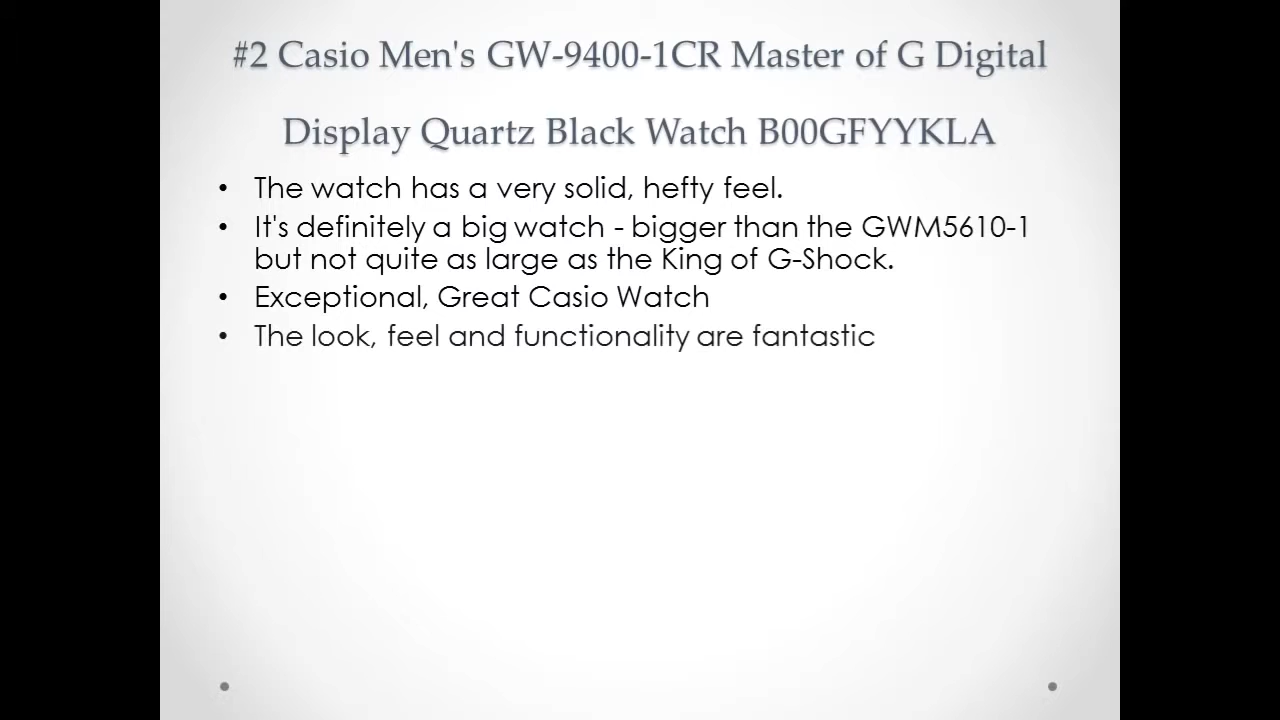 #2 Casio Men's GW-9400-1CR Master of G Digital
Display Quartz Black Watch B00GFYYKLA
• The watch has a very solid, hefty feel.
• It's definitely a big watch - bigger than the GWM5610-1
but not quite as large as the King of G-Shock.
• Exceptional, Great Casio Watch
• The look, feel and functionality are fantastic